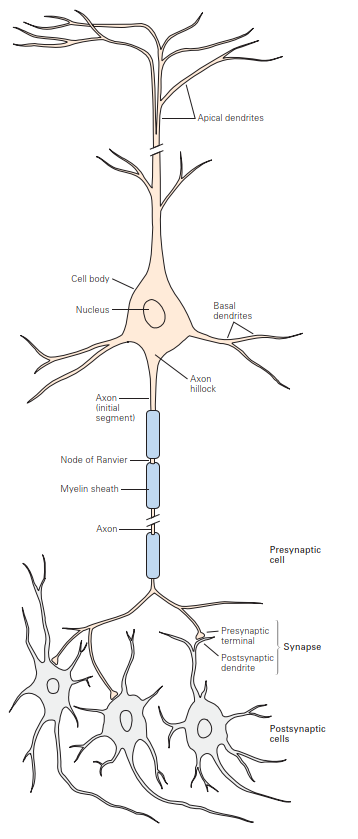 Apical dendrites
Cell body
Nucleus
Basal
dendrites
Axon
hillock
Axon
(initial
segment)
Node of Ranvier
Myelin sheath
Axon
Presynaptic
cell
Presynaptic
terminal
Synapse
Postsynaptic
dendrite
Postsynaptic
cells